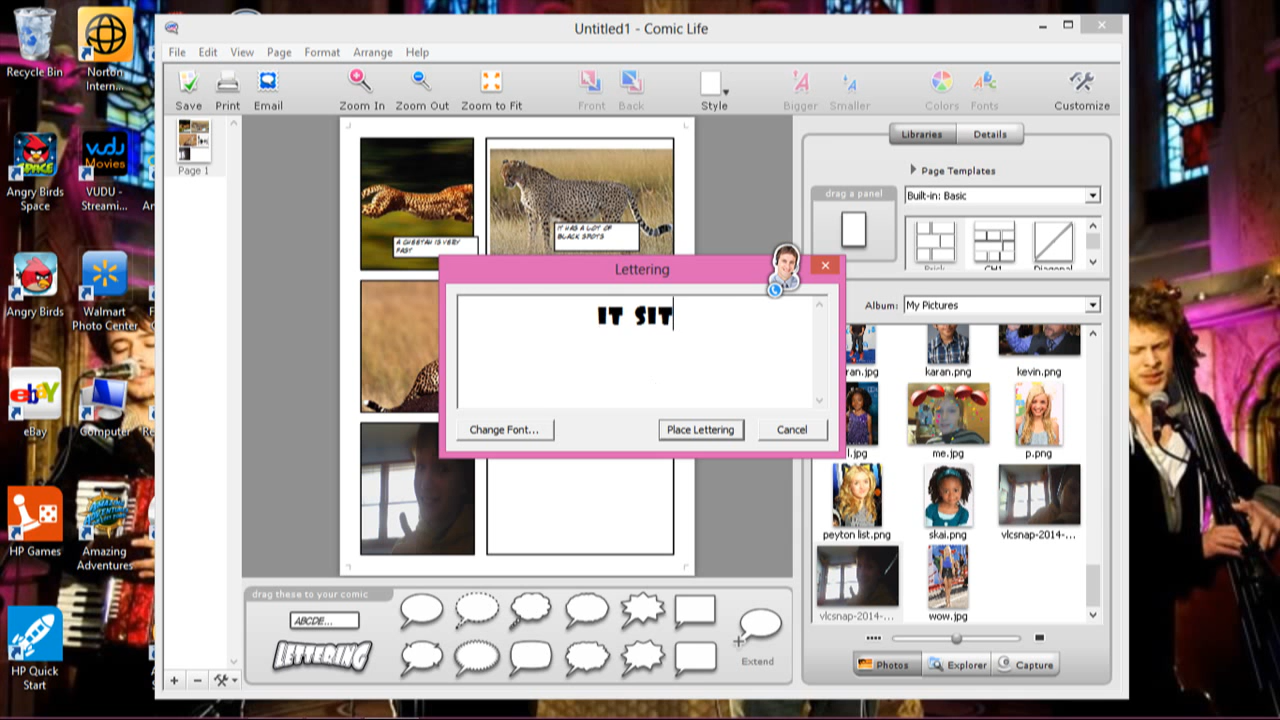 Untitled1 - Comic Life
File Edit View Page Format Arrange Help
Save Print Email Zoom In Zoom Out Zoom to Fit Front Back Style Bigger Smaller Colors Fonts Customize
Recycle Bin
Norton Intern...
Angry Birds Space
VUDU - Streami...
vudu Movies
Angry Birds
Walmart Photo Center
eBay
Computer
HP Games
Amazing Adventures
HP Quick Start
Page 1
A CHEETAH IS VERY
FAST
IT HAS A LOT OF
BLACK SPOTS
Lettering
IT SIT
Change Font... Place Lettering Cancel
Libraries Details
Page Templates
drag a panel
Built-in: Basic
Brick CH1 Diagonal
Album: My Pictures
ran.jpg karan.png kevin.png
l.jpg me.jpg p.png
peyton list.png skai.png vlcsnap-2014-...
vlcsnap-2014-... wow.jpg
Photos Explorer Capture
drag these to your comic
ABCDE...
LETTERING
Extend